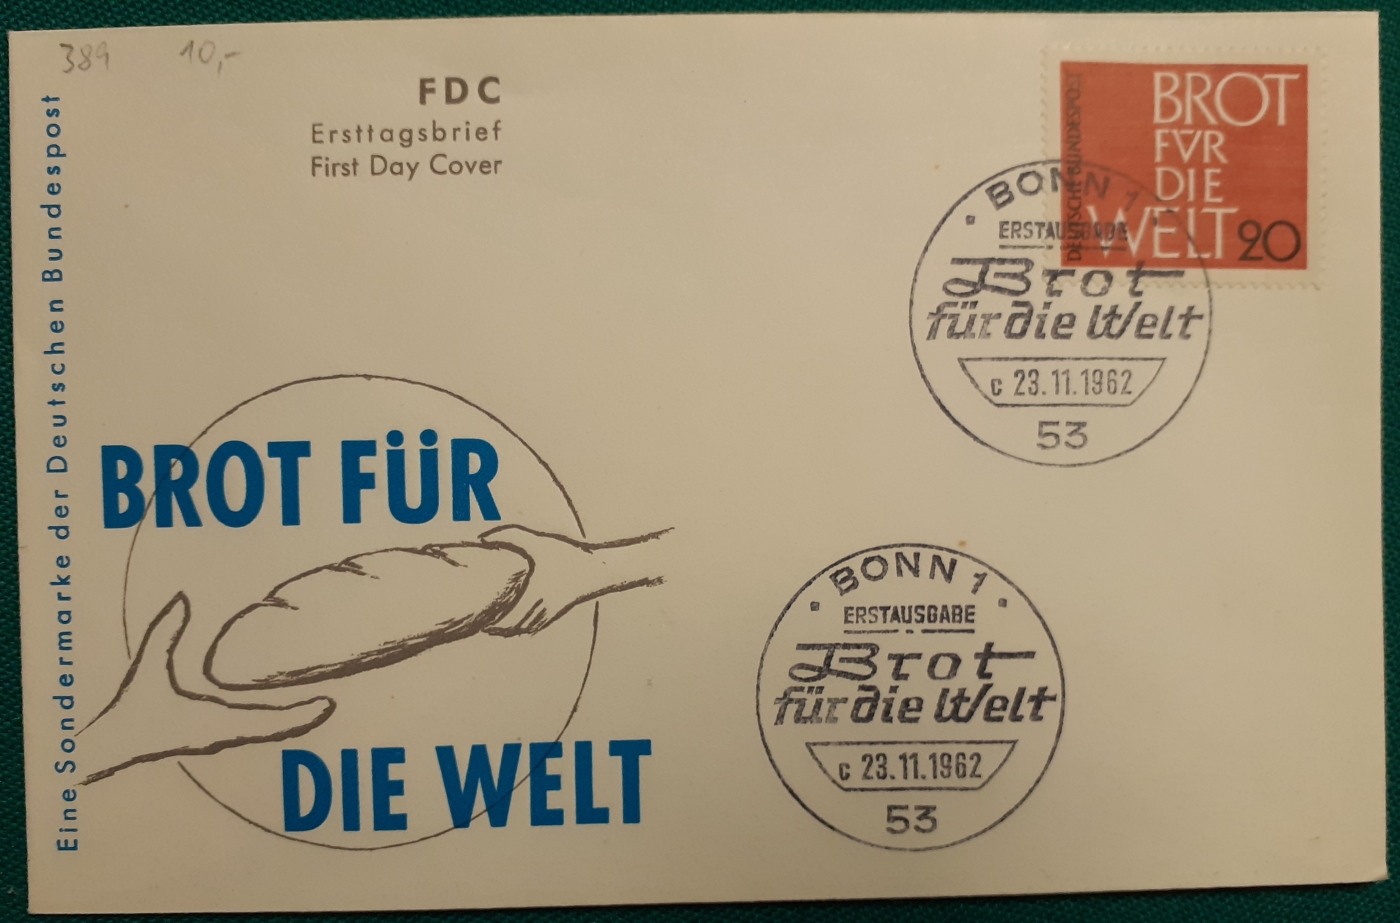 389 10,-
FDC
Ersttagsbrief
First Day Cover
Eine Sondermarke der Deutschen Bundespost
DEUTSCHE BUNDESPOST
BROT
FVR
DIE
WELT 20
BONN 1
ERSTAUSGABE
Brot
für die Welt
c 23.11.1962
53
BROT FÜR
DIE WELT
BONN 1
ERSTAUSGABE
Brot
für die Welt
c 23.11.1962
53